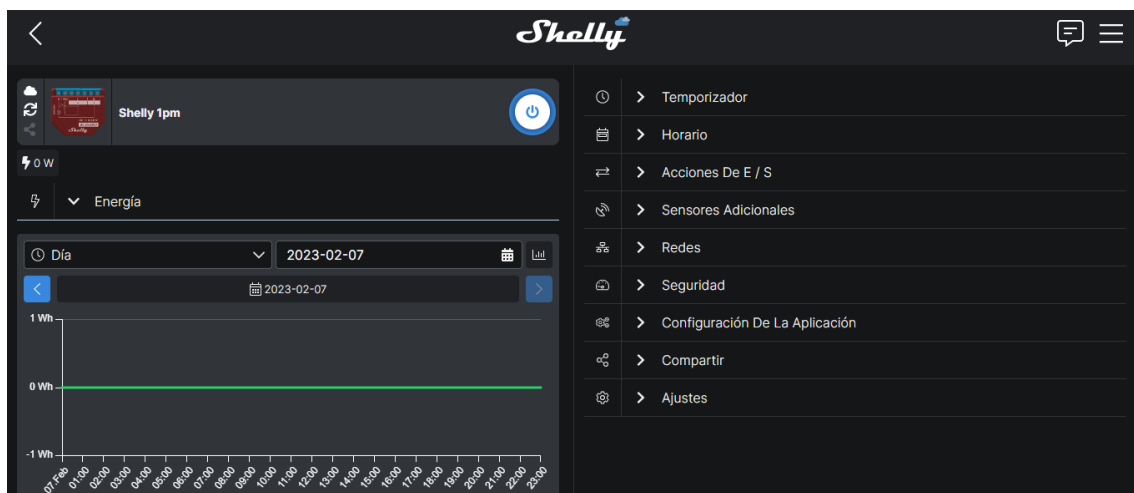 Shelly
Shelly 1pm
0 W
Energía
Día
2023-02-07
2023-02-07
1 Wh
0 Wh
-1 Wh
07.Feb
01:00
02:00
03:00
04:00
05:00
06:00
07:00
08:00
09:00
10:00
11:00
12:00
13:00
14:00
15:00
16:00
17:00
18:00
19:00
20:00
21:00
22:00
23:00
Temporizador
Horario
Acciones De E / S
Sensores Adicionales
Redes
Seguridad
Configuración De La Aplicación
Compartir
Ajustes